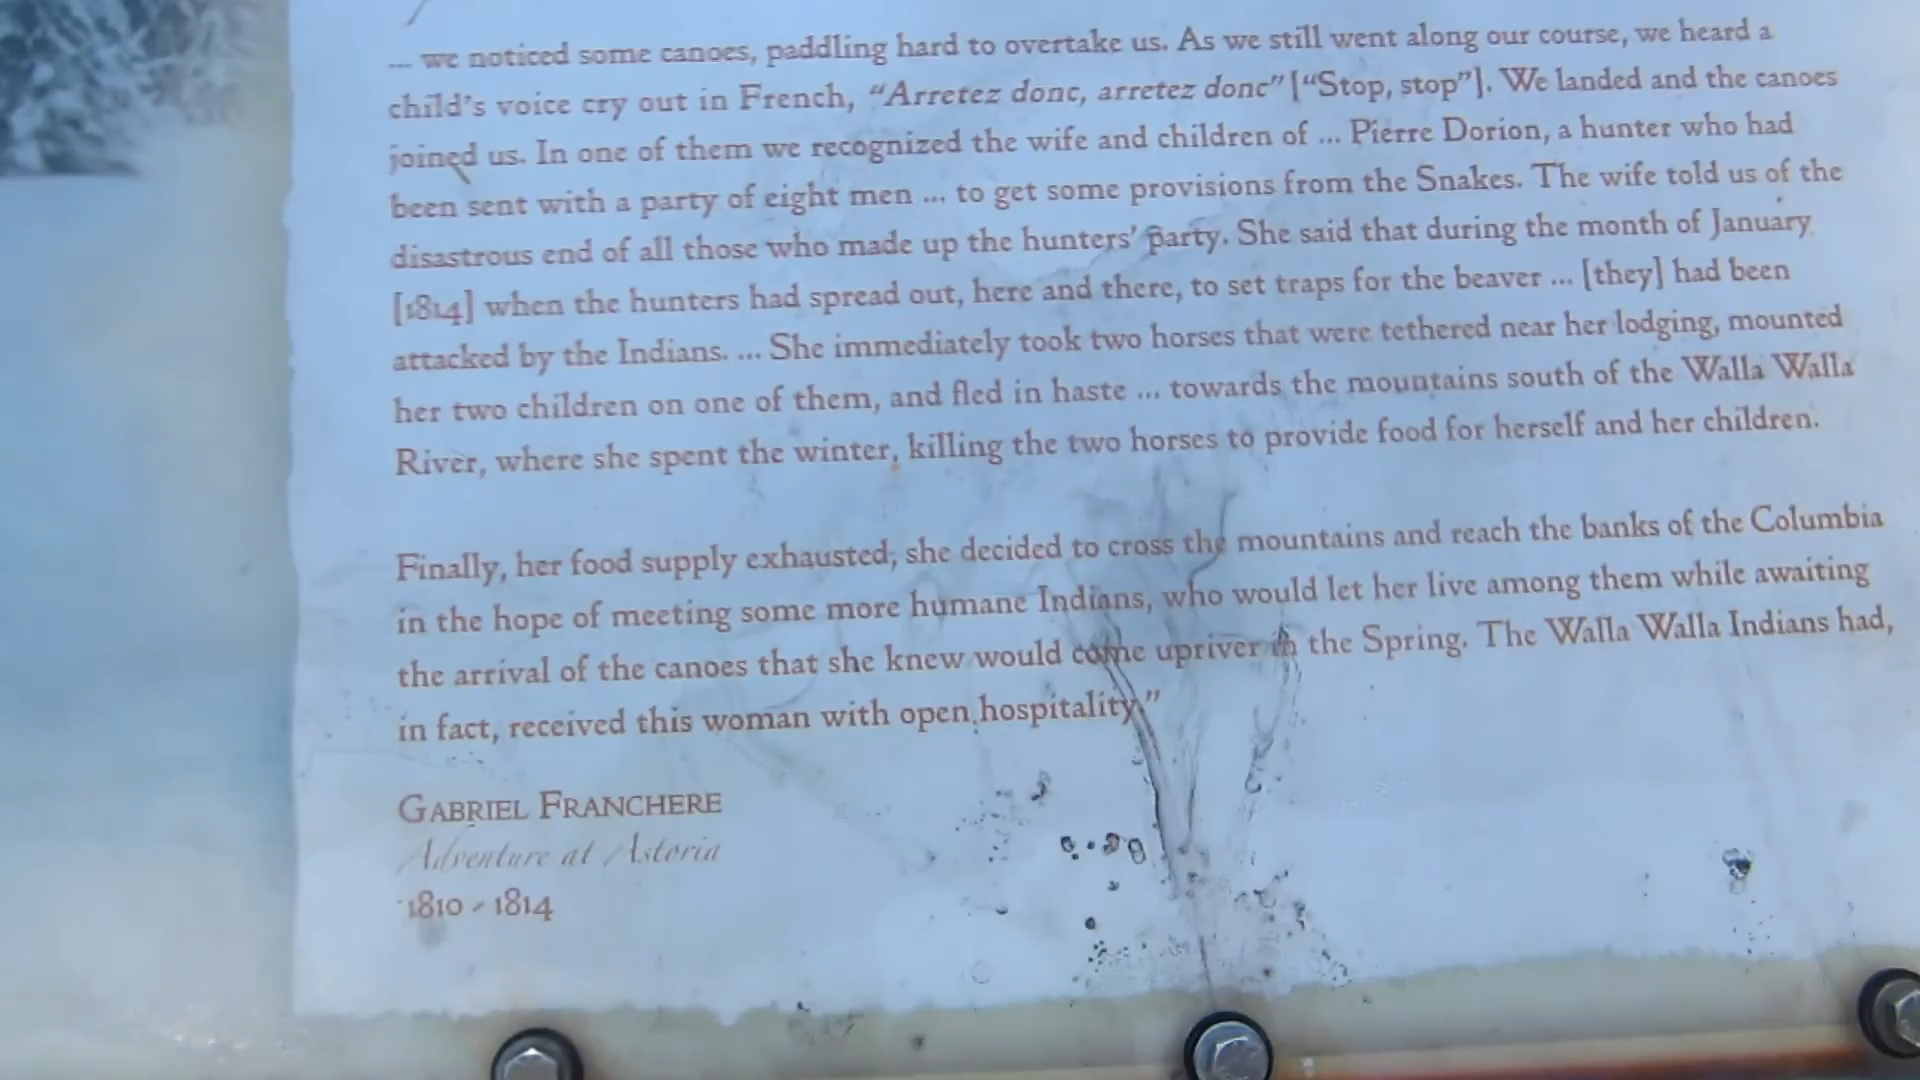 ... we noticed some canoes, paddling hard to overtake us. As we still went along our course, we heard a
child's voice cry out in French, "Arretez donc, arretez donc" ["Stop, stop"]. We landed and the canoes
joined us. In one of them we recognized the wife and children of ... Pierre Dorion, a hunter who had
been sent with a party of eight men ... to get some provisions from the Snakes. The wife told us of the
disastrous end of all those who made up the hunters' party. She said that during the month of January
[1814] when the hunters had spread out, here and there, to set traps for the beaver ... [they] had been
attacked by the Indians. ... She immediately took two horses that were tethered near her lodging, mounted
her two children on one of them, and fled in haste ... towards the mountains south of the Walla Walla
River, where she spent the winter, killing the two horses to provide food for herself and her children.
Finally, her food supply exhausted, she decided to cross the mountains and reach the banks of the Columbia
in the hope of meeting some more humane Indians, who would let her live among them while awaiting
the arrival of the canoes that she knew would come upriver in the Spring. The Walla Walla Indians had,
in fact, received this woman with open hospitality."
GABRIEL FRANCHERE
Adventure at Astoria
1810 - 1814